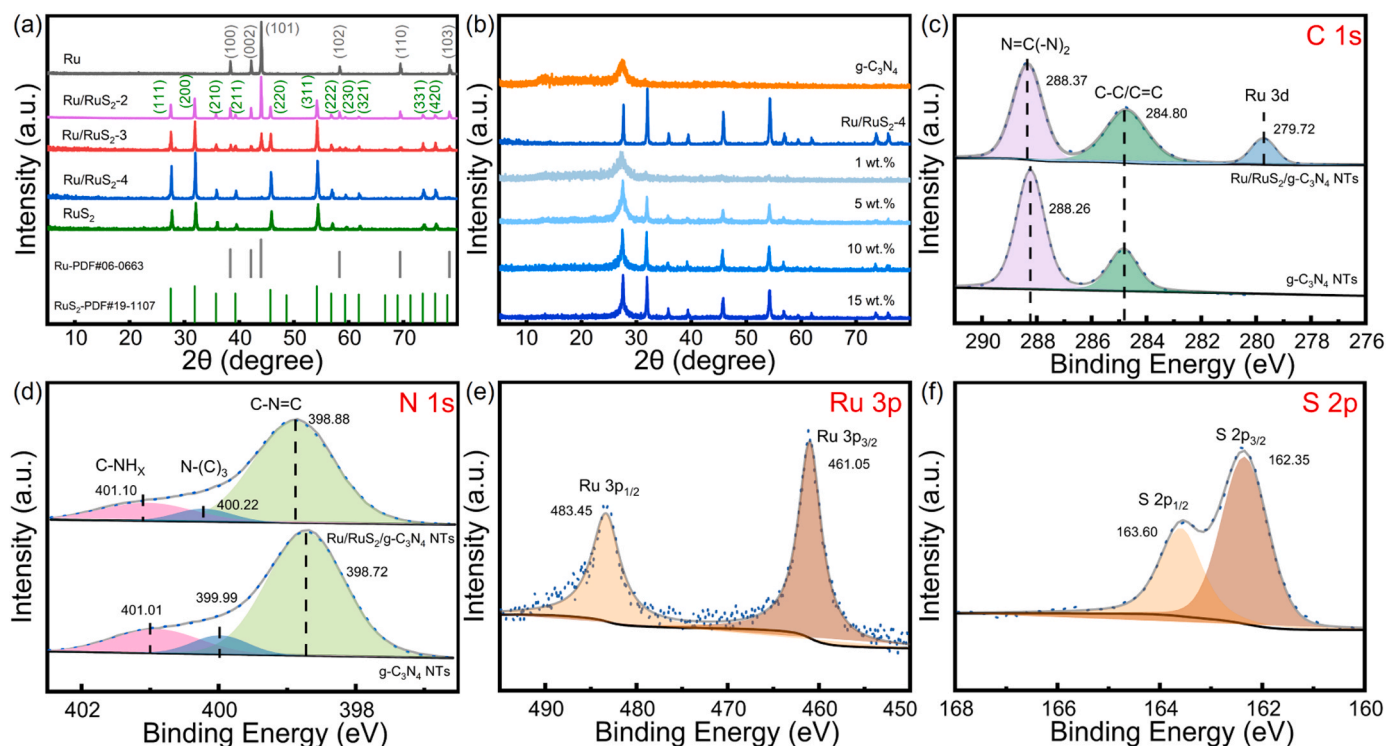 (a)
Intensity (a.u.)
(100)
(002)
(101)
(102)
(110)
(103)
Ru
Ru/RuS₂-2
(111)
(200)
(210)
(211)
(220)
(311)
(222)
(230)
(321)
(331)
(420)
Ru/RuS₂-3
Ru/RuS₂-4
RuS₂
Ru-PDF#06-0663
RuS₂-PDF#19-1107
10 20 30 40 50 60 70
2θ (degree)
(b)
Intensity (a.u.)
g-C₃N₄
Ru/RuS₂-4
1 wt.%
5 wt.%
10 wt.%
15 wt.%
10 20 30 40 50 60 70
2θ (degree)
(c)
C 1s
Intensity (a.u.)
N=C(-N)₂
288.37
C-C/C=C
284.80
Ru 3d
279.72
Ru/RuS₂/g-C₃N₄ NTs
288.26
g-C₃N₄ NTs
290 288 286 284 282 280 278 276
Binding Energy (eV)
(d)
N 1s
Intensity (a.u.)
C-N=C
398.88
C-NHX
401.10
N-(C)₃
400.22
Ru/RuS₂/g-C₃N₄ NTs
401.01
399.99
398.72
g-C₃N₄ NTs
402 400 398
Binding Energy (eV)
(e)
Ru 3p
Intensity (a.u.)
Ru 3p₁/₂
483.45
Ru 3p₃/₂
461.05
490 480 470 460 450
Binding Energy (eV)
(f)
S 2p
Intensity (a.u.)
S 2p₃/₂
162.35
S 2p₁/₂
163.60
168 166 164 162 160
Binding Energy (eV)